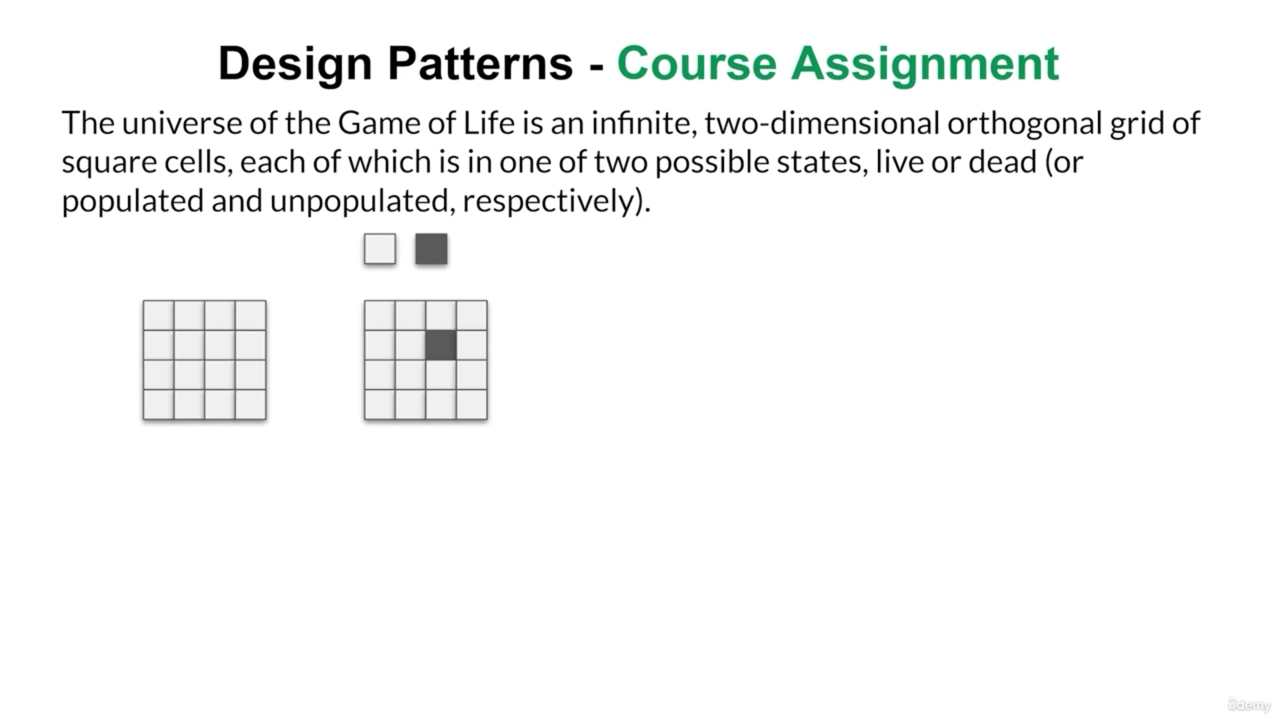 Design Patterns - Course Assignment
The universe of the Game of Life is an infinite, two-dimensional orthogonal grid of
square cells, each of which is in one of two possible states, live or dead (or
populated and unpopulated, respectively).
ûdemy